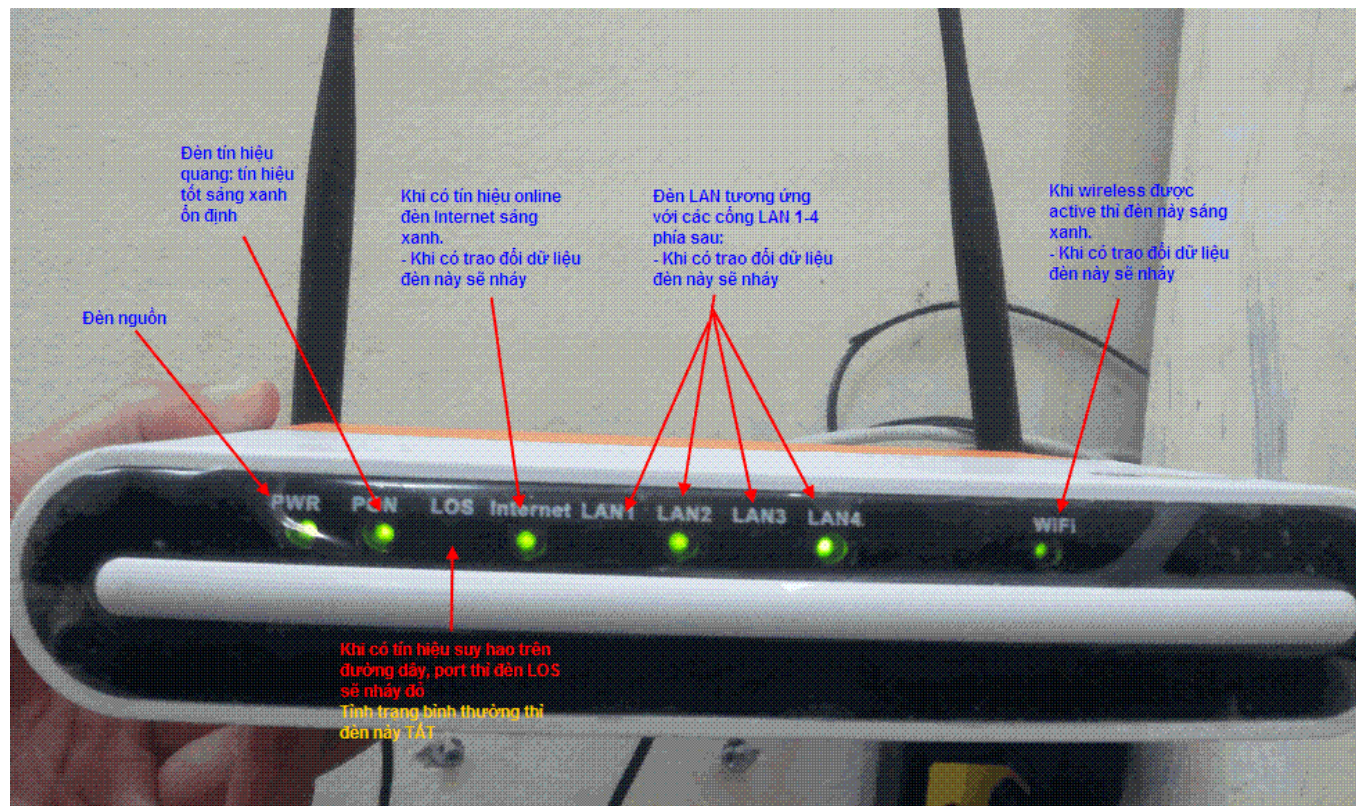 Đèn tín hiệu
quang: tín hiệu
tốt sáng xanh
ổn định
Khi có tín hiệu online
đèn Internet sáng
xanh.
- Khi có trao đổi dữ liệu
đèn này sẽ nháy
Đèn LAN tương ứng
với các cổng LAN 1-4
phía sau:
- Khi có trao đổi dữ liệu
đèn này sẽ nháy
Khi wireless được
active thì đèn này sáng
xanh.
- Khi có trao đổi dữ liệu
đèn này sẽ nháy
Đèn nguồn
PWR PON LOS Internet LAN1 LAN2 LAN3 LAN4 WiFi
Khi có tín hiệu suy hao trên
đường dây, port thì đèn LOS
sẽ nháy đỏ
Tình trạng bình thường thì
đèn này TẮT